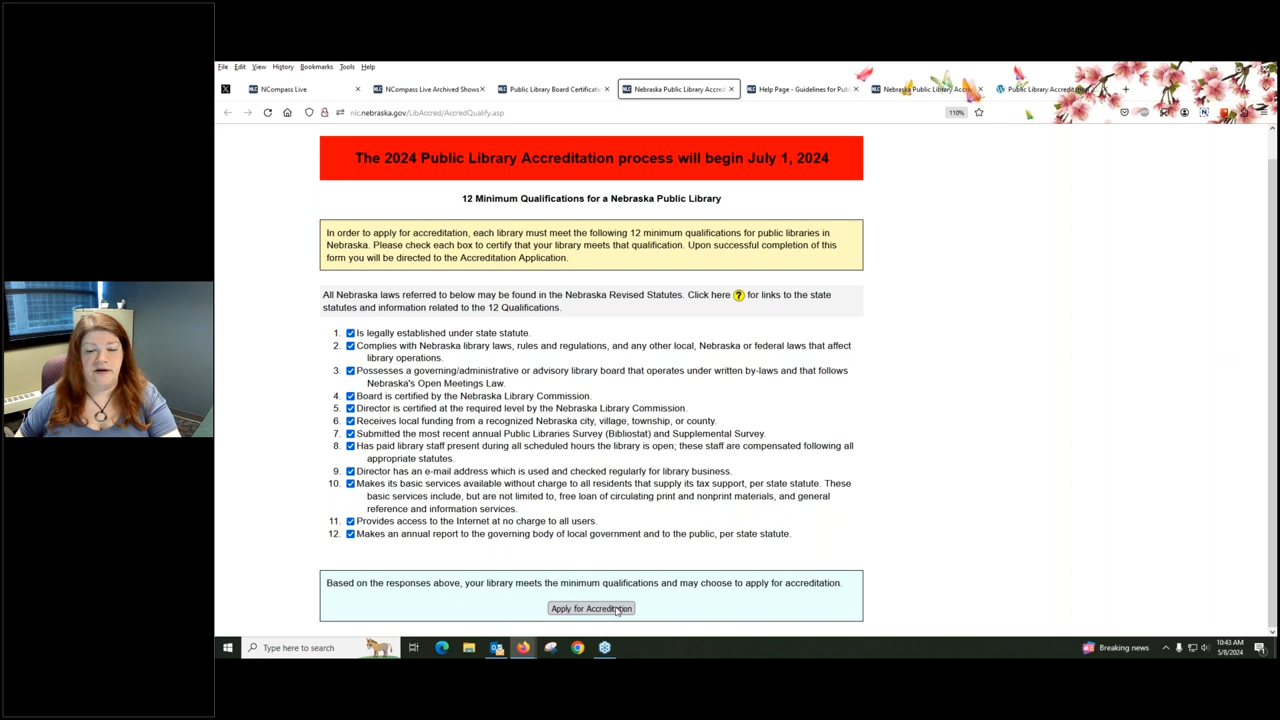 File Edit View History Bookmarks Tools Help
NCompass Live
NCompass Live Archived Shows
Public Library Board Certificati
Nebraska Public Library Accred
Help Page - Guidelines for Pub
Nebraska Public Library Accre
Public Library Accreditation
nlc.nebraska.gov/LibAccred/AccredQualify.asp
110%
The 2024 Public Library Accreditation process will begin July 1, 2024
12 Minimum Qualifications for a Nebraska Public Library
In order to apply for accreditation, each library must meet the following 12 minimum qualifications for public libraries in
Nebraska. Please check each box to certify that your library meets that qualification. Upon successful completion of this
form you will be directed to the Accreditation Application.
All Nebraska laws referred to below may be found in the Nebraska Revised Statutes. Click here ? for links to the state
statutes and information related to the 12 Qualifications.
1. Is legally established under state statute.
2. Complies with Nebraska library laws, rules and regulations, and any other local, Nebraska or federal laws that affect
library operations.
3. Possesses a governing/administrative or advisory library board that operates under written by-laws and that follows
Nebraska's Open Meetings Law.
4. Board is certified by the Nebraska Library Commission.
5. Director is certified at the required level by the Nebraska Library Commission.
6. Receives local funding from a recognized Nebraska city, village, township, or county.
7. Submitted the most recent annual Public Libraries Survey (Bibliostat) and Supplemental Survey.
8. Has paid library staff present during all scheduled hours the library is open; these staff are compensated following all
appropriate statutes.
9. Director has an e-mail address which is used and checked regularly for library business.
10. Makes its basic services available without charge to all residents that supply its tax support, per state statute. These
basic services include, but are not limited to, free loan of circulating print and nonprint materials, and general
reference and information services.
11. Provides access to the Internet at no charge to all users.
12. Makes an annual report to the governing body of local government and to the public, per state statute.
Based on the responses above, your library meets the minimum qualifications and may choose to apply for accreditation.
Apply for Accreditation
Type here to search
Breaking news
10:43 AM
5/8/2024